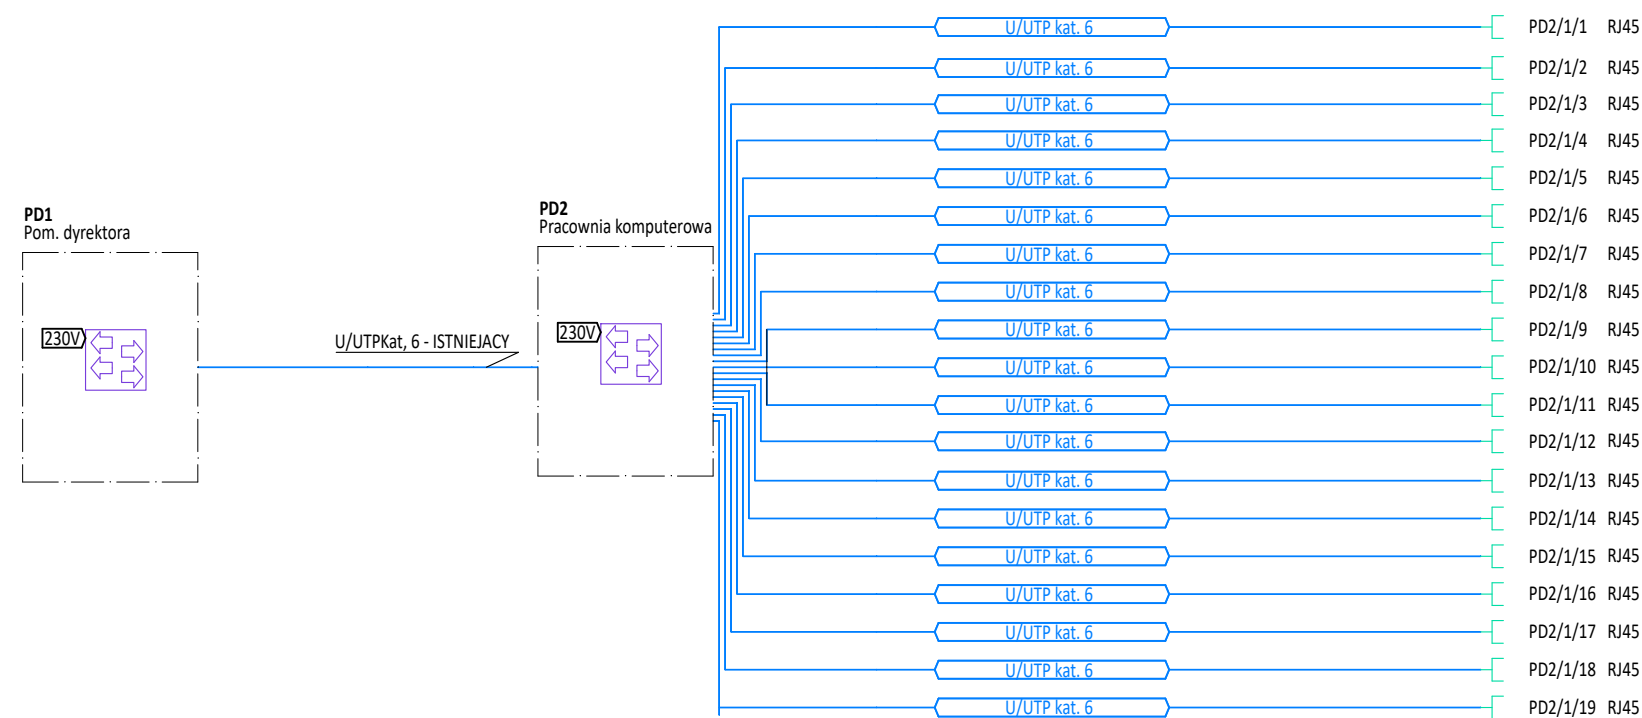 U/UTP kat. 6 PD2/1/1 RJ45
U/UTP kat. 6 PD2/1/2 RJ45
U/UTP kat. 6 PD2/1/3 RJ45
U/UTP kat. 6 PD2/1/4 RJ45
U/UTP kat. 6 PD2/1/5 RJ45
U/UTP kat. 6 PD2/1/6 RJ45
U/UTP kat. 6 PD2/1/7 RJ45
U/UTP kat. 6 PD2/1/8 RJ45
U/UTP kat. 6 PD2/1/9 RJ45
U/UTP kat. 6 PD2/1/10 RJ45
U/UTP kat. 6 PD2/1/11 RJ45
U/UTP kat. 6 PD2/1/12 RJ45
U/UTP kat. 6 PD2/1/13 RJ45
U/UTP kat. 6 PD2/1/14 RJ45
U/UTP kat. 6 PD2/1/15 RJ45
U/UTP kat. 6 PD2/1/16 RJ45
U/UTP kat. 6 PD2/1/17 RJ45
U/UTP kat. 6 PD2/1/18 RJ45
U/UTP kat. 6 PD2/1/19 RJ45
PD1
Pom. dyrektora
230V
U/UTPKat, 6 - ISTNIEJACY
PD2
Pracownia komputerowa
230V